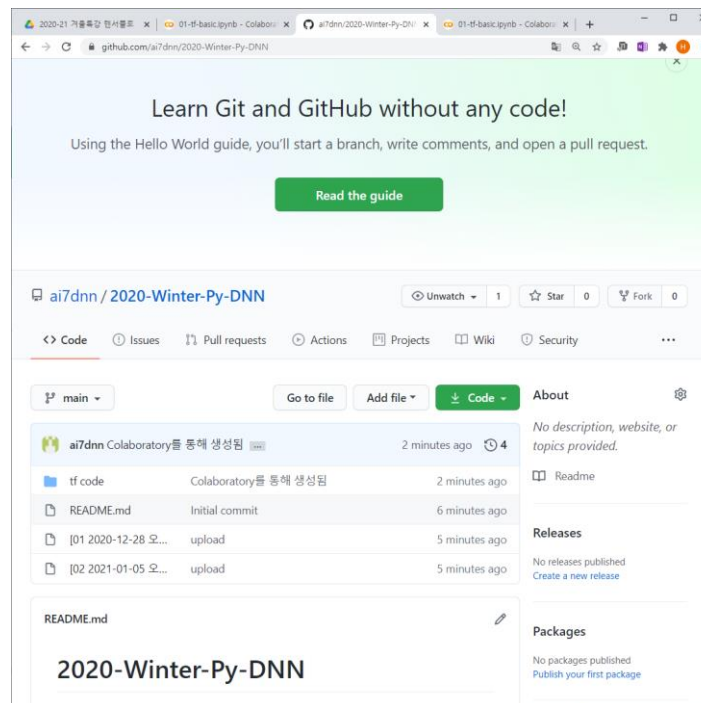 2020-21 겨울특강 텐서플로
01-tf-basic.ipynb - Colabora
ai7dnn/2020-Winter-Py-DN
01-tf-basic.ipynb - Colabora
github.com/ai7dnn/2020-Winter-Py-DNN
Learn Git and GitHub without any code!
Using the Hello World guide, you'll start a branch, write comments, and open a pull request.
Read the guide
ai7dnn / 2020-Winter-Py-DNN
Unwatch 1 Star 0 Fork 0
Code Issues Pull requests Actions Projects Wiki Security
main Go to file Add file Code
About
No description, website, or
topics provided.
Readme
ai7dnn Colaboratory를 통해 생성됨 2 minutes ago 4
tf code Colaboratory를 통해 생성됨 2 minutes ago
README.md Initial commit 6 minutes ago
[01 2020-12-28 오... upload 5 minutes ago
[02 2021-01-05 오... upload 5 minutes ago
Releases
No releases published
Create a new release
README.md
2020-Winter-Py-DNN
Packages
No packages published
Publish your first package